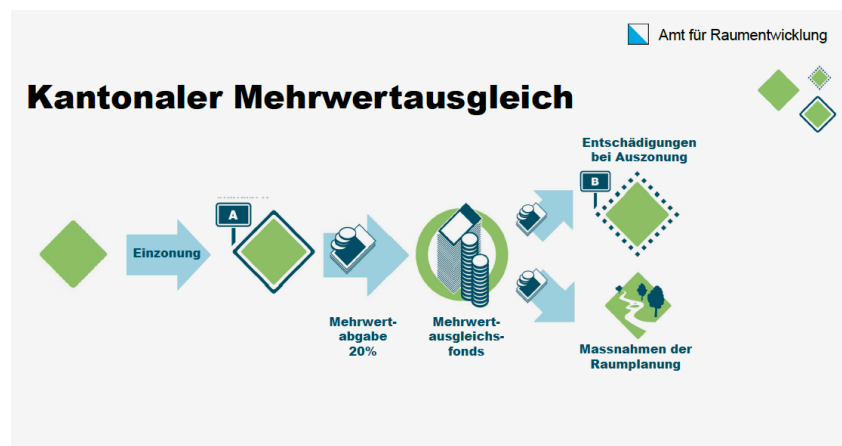 Amt für Raumentwicklung
Kantonaler Mehrwertausgleich
Entschädigungen
bei Auszonung
B
A
Einzonung
Mehrwert-
abgabe
20%
Mehrwert-
ausgleichs-
fonds
Massnahmen der
Raumplanung